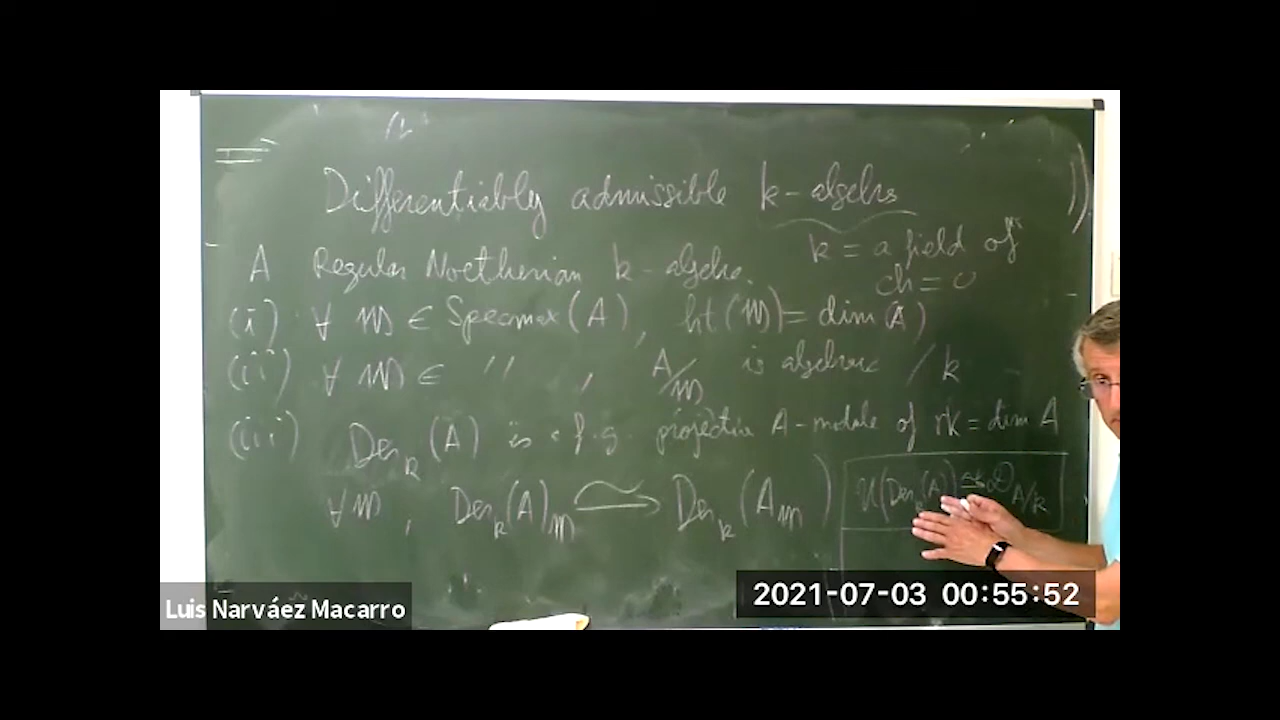 Differentiably admissible k-algebra
k = a field of
ch = 0
A Regular Noetherian k-algebra.
(i) ∀ 𝔪 ∈ Specmax(A), ht(𝔪) = dim(A)
(ii) ∀ 𝔪 ∈ '' , A/𝔪 is algebraic / k
(iii) Der_k(A) is a f.g. projective A-module of rk = dim A
∀ 𝔪, Der_k(A)_𝔪 ⥲ Der_k(A_𝔪)
U(Der_k(A)) ⥲ 𝒟_{A/k}
Luis Narváez Macarro
2021-07-03 00:55:52